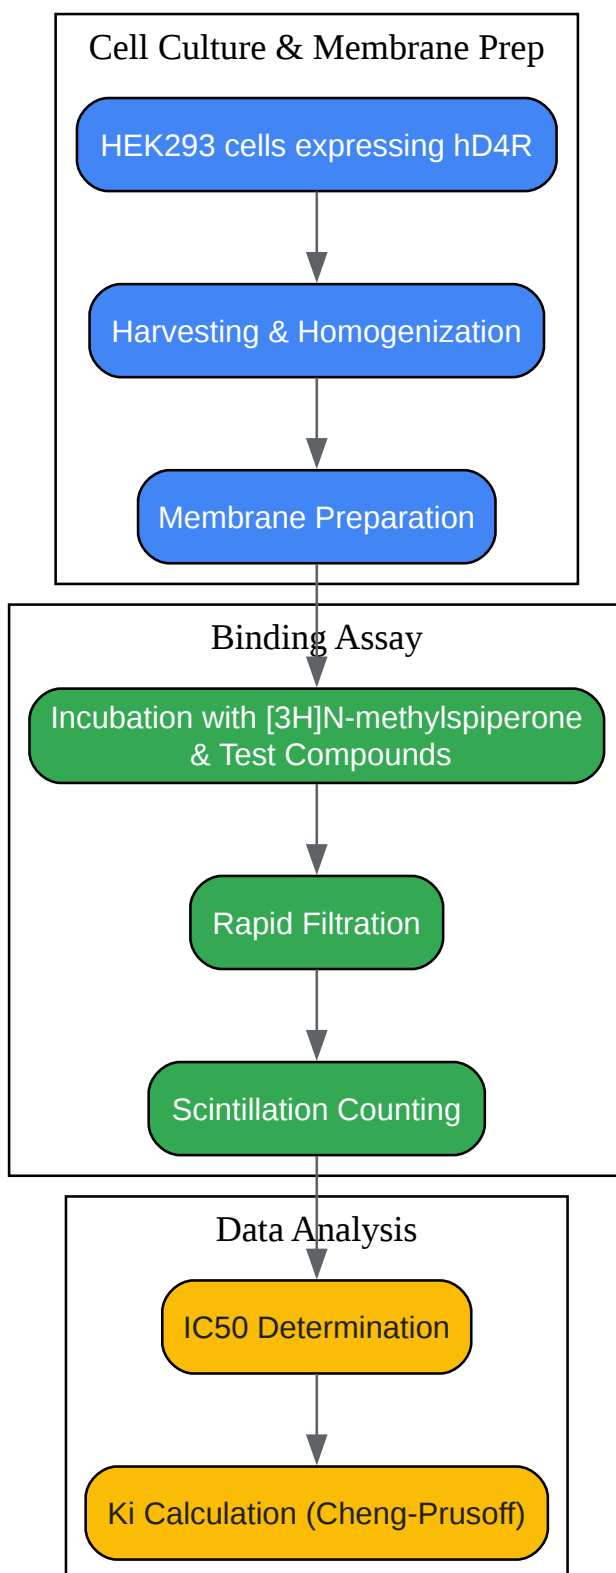 Cell Culture & Membrane Prep
HEK293 cells expressing hD4R
Harvesting & Homogenization
Membrane Preparation
Binding Assay
Incubation with [3H]N-methylspiperone
& Test Compounds
Rapid Filtration
Scintillation Counting
Data Analysis
IC50 Determination
Ki Calculation (Cheng-Prusoff)